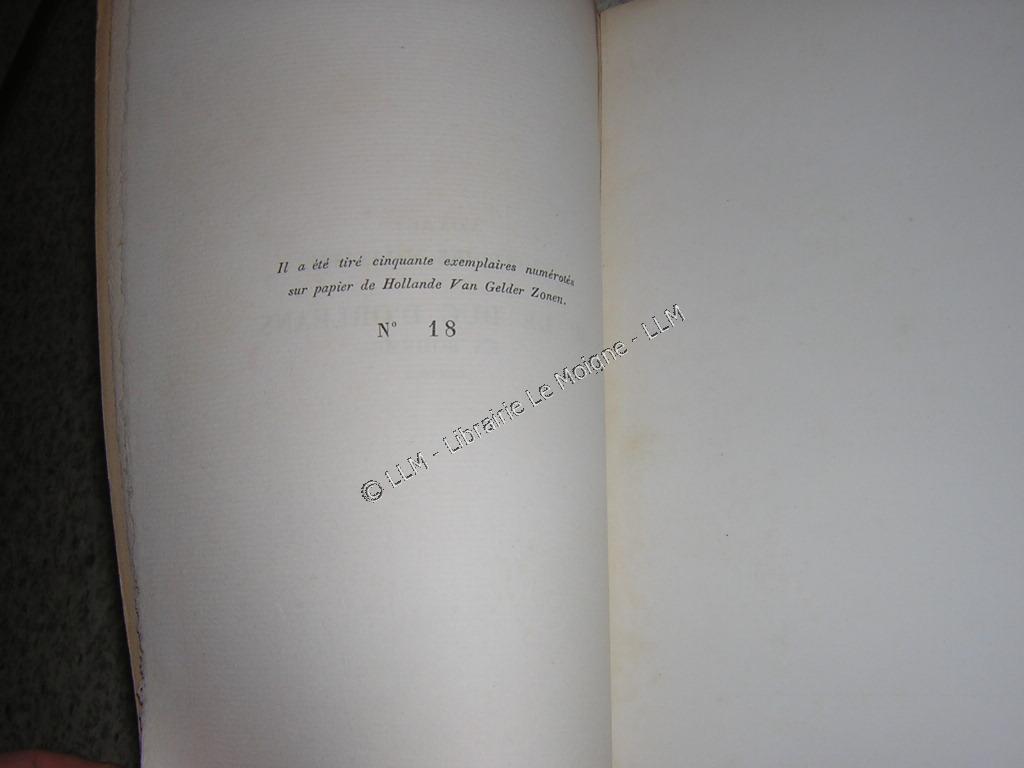 Il a été tiré cinquante exemplaires numérotés
sur papier de Hollande Van Gelder Zonen.
N° 18
© LLM - Librairie Le Moigne - LLM